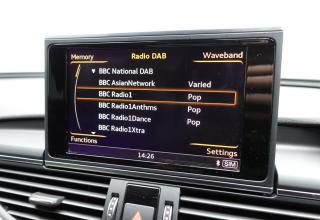 Memory Radio DAB Waveband
BBC National DAB
BBC AsianNetwork Varied
BBC Radio1 Pop
BBC Radio1Anthms Pop
BBC Radio1Dance Pop
BBC Radio1Xtra
Functions Settings
14:26 SIM